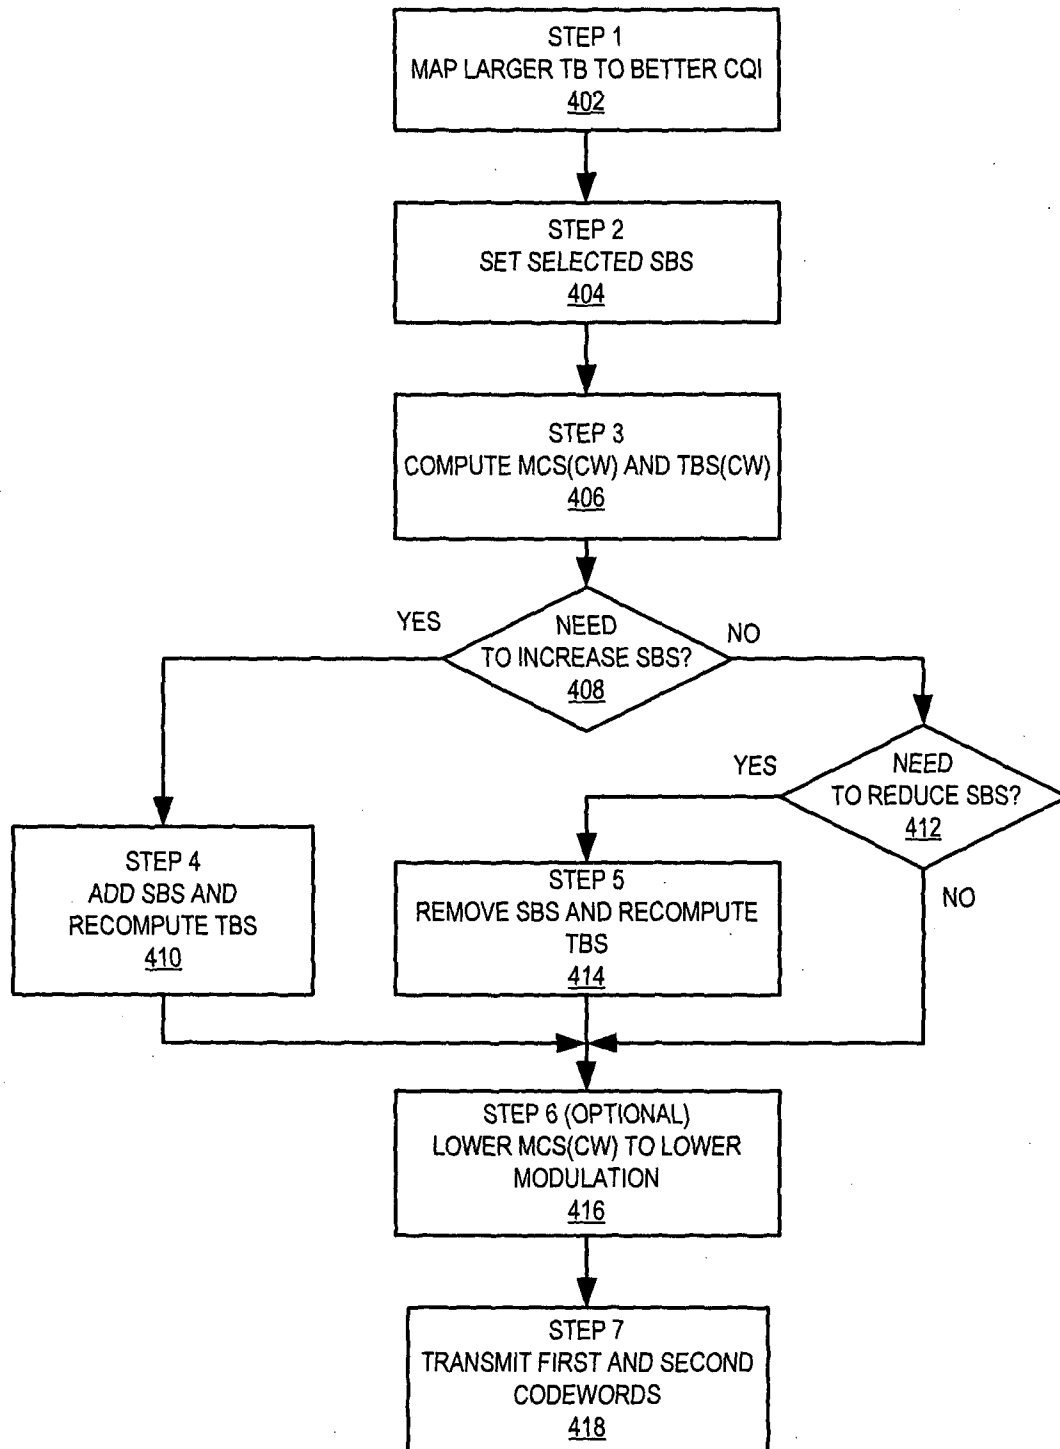 STEP 1
MAP LARGER TB TO BETTER CQI
402
STEP 2
SET SELECTED SBS
404
STEP 3
COMPUTE MCS(CW) AND TBS(CW)
406
YES
NEED
TO INCREASE SBS?
408
NO
YES
NEED
TO REDUCE SBS?
412
NO
STEP 4
ADD SBS AND
RECOMPUTE TBS
410
STEP 5
REMOVE SBS AND RECOMPUTE
TBS
414
STEP 6 (OPTIONAL)
LOWER MCS(CW) TO LOWER
MODULATION
416
STEP 7
TRANSMIT FIRST AND SECOND
CODEWORDS
418